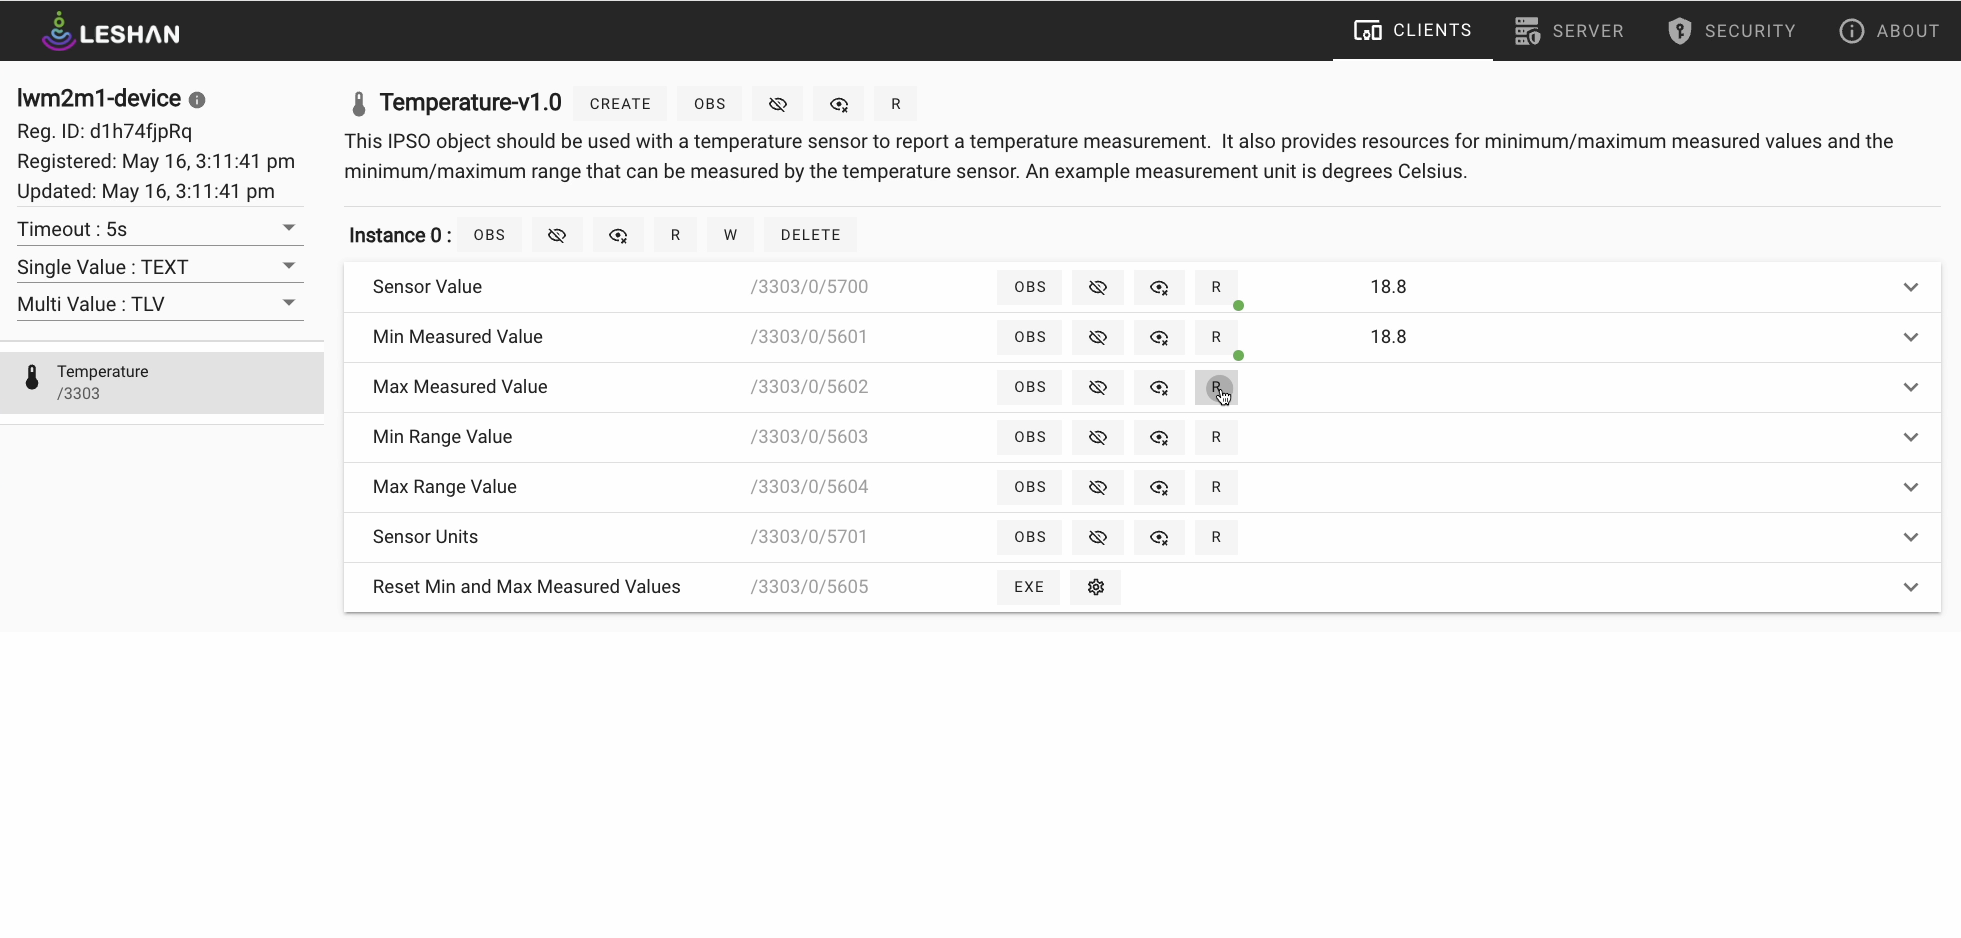 LESHAN
CLIENTS
SERVER
SECURITY
ABOUT
lwm2m1-device
Reg. ID: d1h74fjpRq
Registered: May 16, 3:11:41 pm
Updated: May 16, 3:11:41 pm
Timeout : 5s
Single Value : TEXT
Multi Value : TLV
Temperature
/3303
Temperature-v1.0 CREATE OBS R
This IPSO object should be used with a temperature sensor to report a temperature measurement. It also provides resources for minimum/maximum measured values and the
minimum/maximum range that can be measured by the temperature sensor. An example measurement unit is degrees Celsius.
Instance 0 : OBS R W DELETE
Sensor Value /3303/0/5700 OBS R 18.8
Min Measured Value /3303/0/5601 OBS R 18.8
Max Measured Value /3303/0/5602 OBS R
Min Range Value /3303/0/5603 OBS R
Max Range Value /3303/0/5604 OBS R
Sensor Units /3303/0/5701 OBS R
Reset Min and Max Measured Values /3303/0/5605 EXE